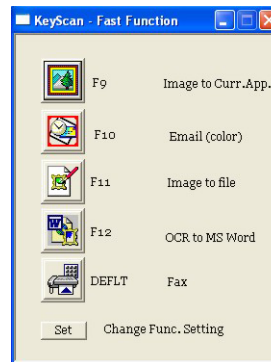 KeyScan - Fast Function
F9 Image to Curr.App.
F10 Email (color)
F11 Image to file
F12 OCR to MS Word
DEFLT Fax
Set Change Func. Setting